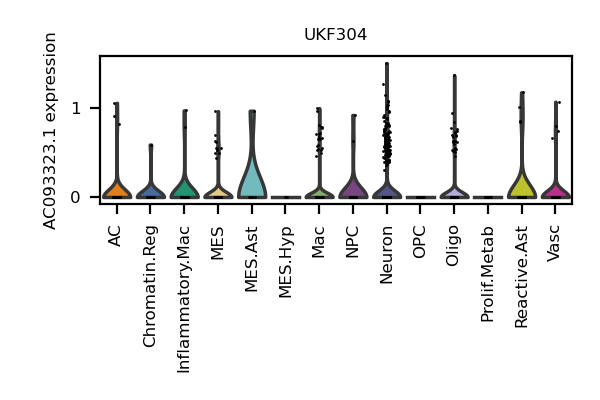 UKF304
AC093323.1 expression
1
0
AC
Chromatin.Reg
Inflammatory.Mac
MES
MES.Ast
MES.Hyp
Mac
NPC
Neuron
OPC
Oligo
Prolif.Metab
Reactive.Ast
Vasc